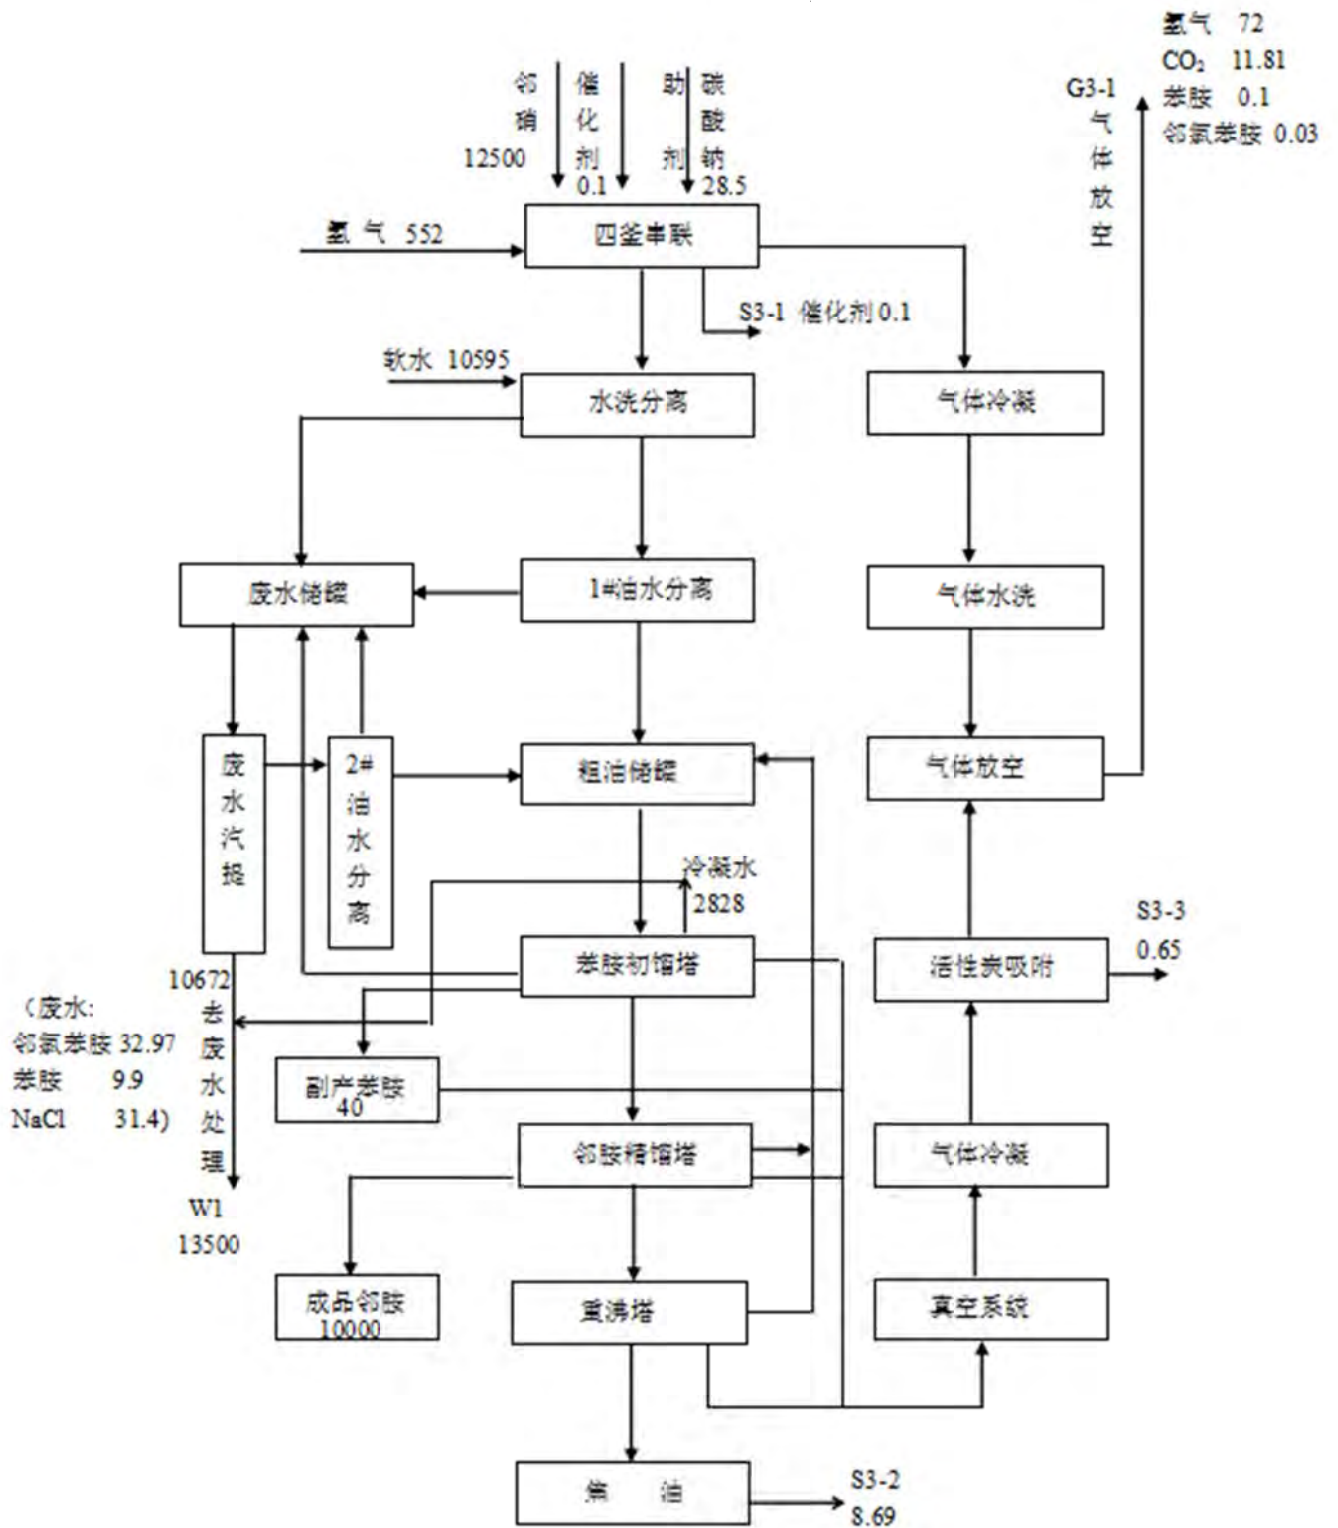 氢气 72
CO₂ 11.81
苯胺 0.1
邻氯苯胺 0.03
G3-1
气体放空
邻硝
12500
催化剂
0.1
助剂
碳酸钠
28.5
氢气 552
四釜串联
S3-1 催化剂 0.1
软水 10595
水洗分离
气体冷凝
废水储罐
1#油水分离
气体水洗
废水汽提
2#油水分离
粗油储罐
气体放空
冷凝水
2828
苯胺初馏塔
活性炭吸附
S3-3
0.65
10672
去废水处理
（废水:
邻氯苯胺 32.97
苯胺 9.9
NaCl 31.4)
W1
13500
副产苯胺
40
邻胺精馏塔
气体冷凝
成品邻胺
10000
重沸塔
真空系统
焦油
S3-2
8.69